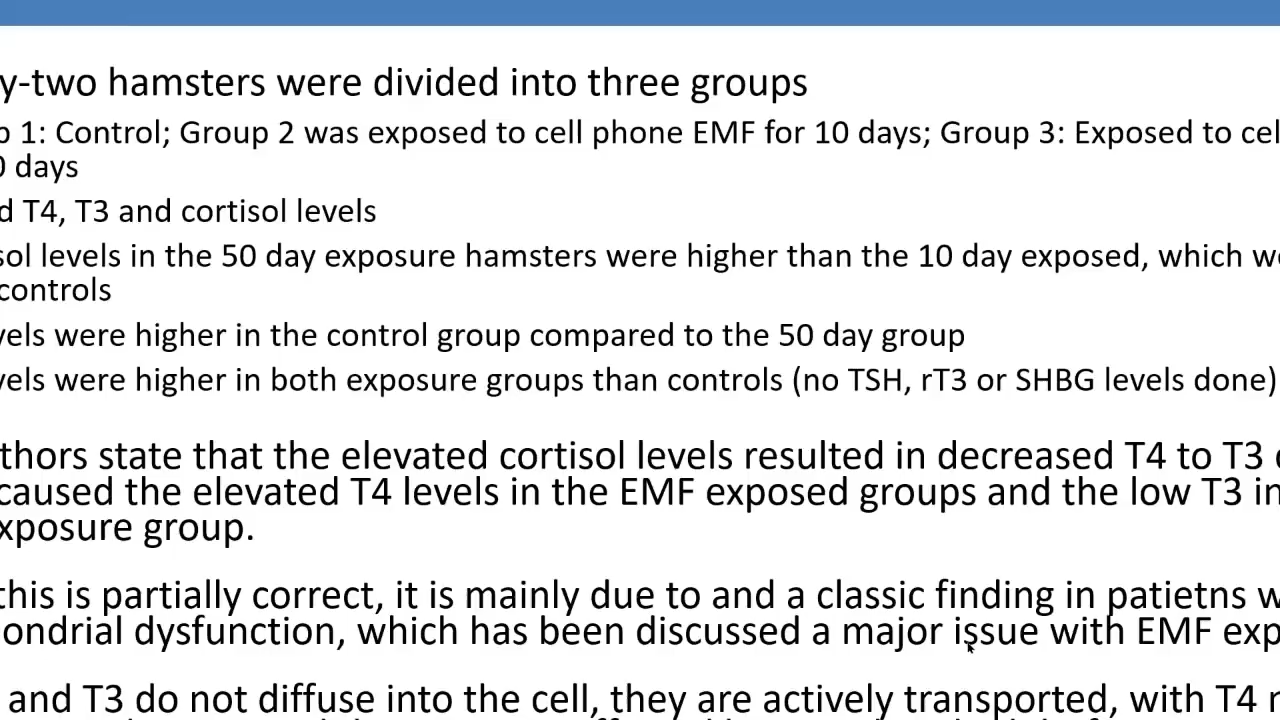 y-two hamsters were divided into three groups
p 1: Control; Group 2 was exposed to cell phone EMF for 10 days; Group 3: Exposed to cel
0 days
d T4, T3 and cortisol levels
sol levels in the 50 day exposure hamsters were higher than the 10 day exposed, which we
controls
vels were higher in the control group compared to the 50 day group
vels were higher in both exposure groups than controls (no TSH, rT3 or SHBG levels done)
thors state that the elevated cortisol levels resulted in decreased T4 to T3
caused the elevated T4 levels in the EMF exposed groups and the low T3 in
xposure group.
this is partially correct, it is mainly due to and a classic finding in patietns w
ondrial dysfunction, which has been discussed a major issue with EMF exp
and T3 do not diffuse into the cell, they are actively transported, with T4